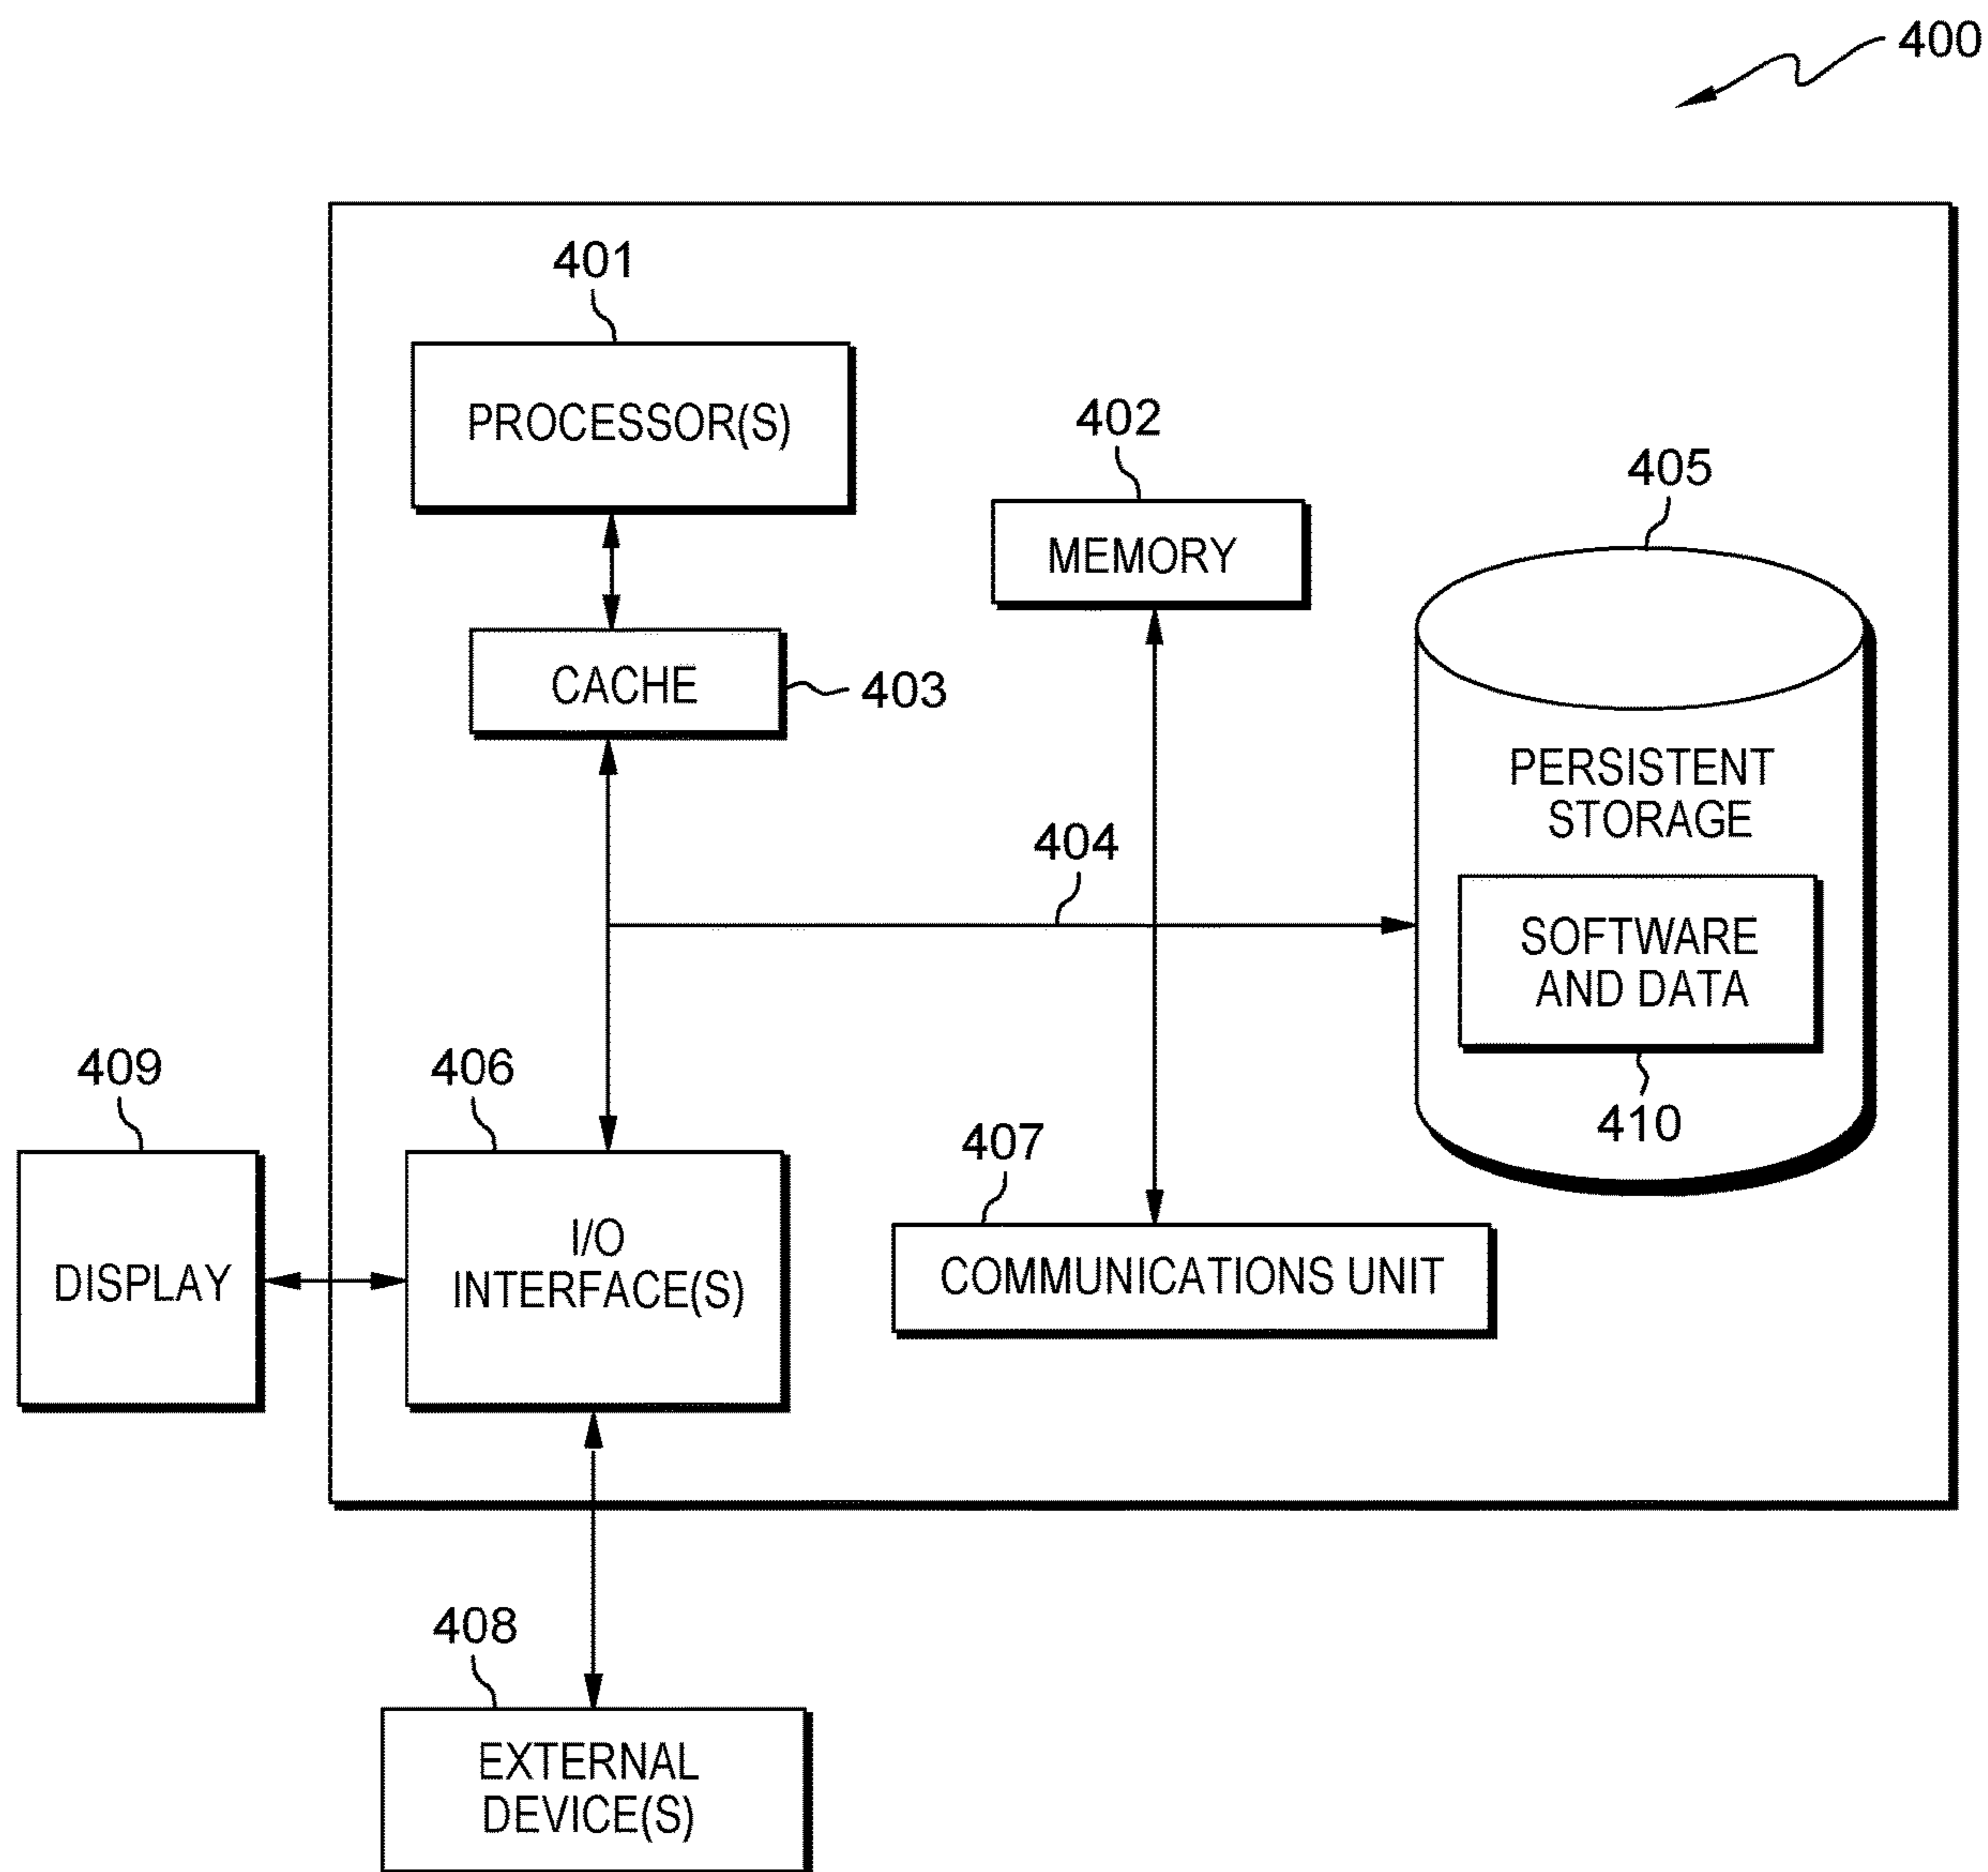 400
401
PROCESSOR(S)
402
MEMORY
405
CACHE
403
PERSISTENT
STORAGE
404
SOFTWARE
AND DATA
410
409
406
407
DISPLAY
I/O
INTERFACE(S)
COMMUNICATIONS UNIT
408
EXTERNAL
DEVICE(S)